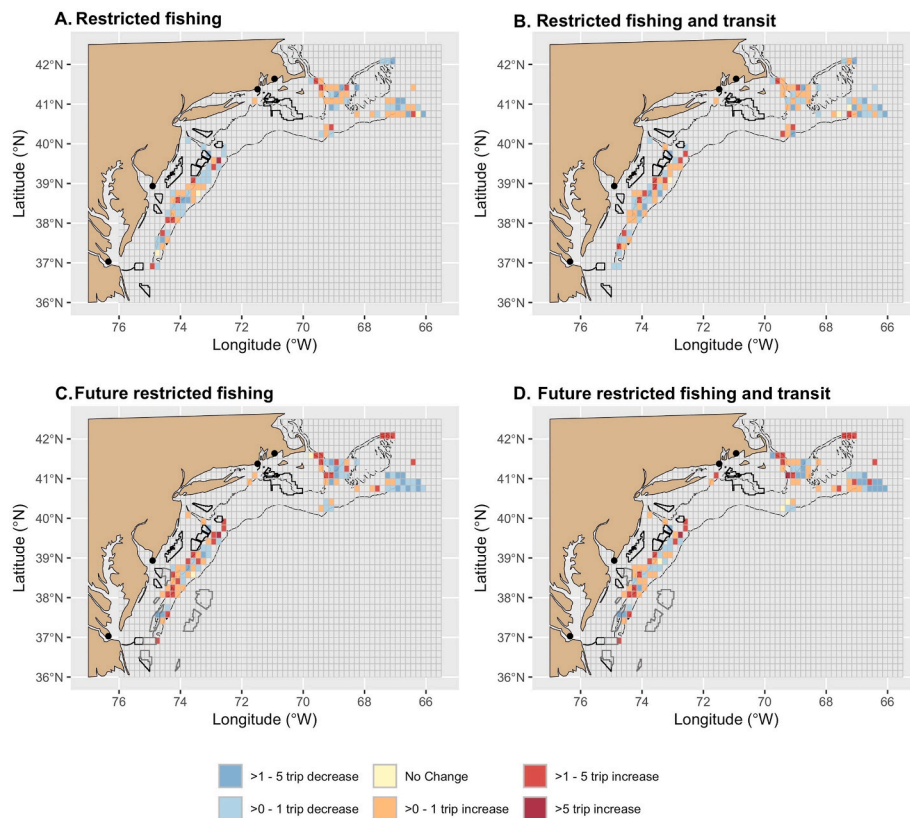 A. Restricted fishing
B. Restricted fishing and transit
42°N
41°N
40°N
39°N
38°N
37°N
36°N
Latitude (°N)
76 74 72 70 68 66
Longitude (°W)
42°N
41°N
40°N
39°N
38°N
37°N
36°N
Latitude (°N)
76 74 72 70 68 66
Longitude (°W)
C. Future restricted fishing
D. Future restricted fishing and transit
42°N
41°N
40°N
39°N
38°N
37°N
36°N
Latitude (°N)
76 74 72 70 68 66
Longitude (°W)
42°N
41°N
40°N
39°N
38°N
37°N
36°N
Latitude (°N)
76 74 72 70 68 66
Longitude (°W)
>1 - 5 trip decrease
No Change
>1 - 5 trip increase
>0 - 1 trip decrease
>0 - 1 trip increase
>5 trip increase